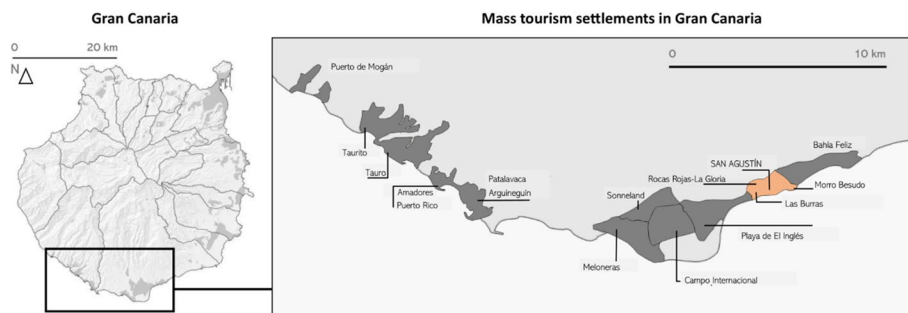 Gran Canaria
Mass tourism settlements in Gran Canaria
0 20 km
N
0 10 km
Puerto de Mogán
Taurito
Tauro
Amadores
Puerto Rico
Patalavaca
Arguineguín
Sonneland
Meloneras
Campo Internacional
Playa de El Inglés
Rocas Rojas-La Gloria
SAN AGUSTÍN
Bahía Feliz
Morro Besudo
Las Burras